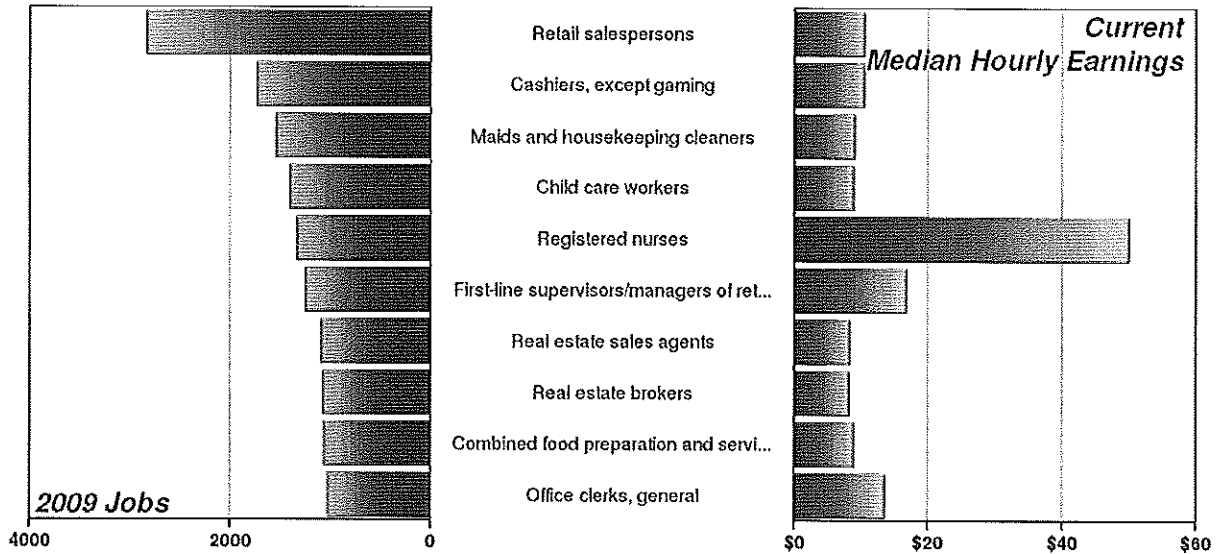 Current
Median Hourly Earnings
Retail salespersons
Cashiers, except gaming
Maids and housekeeping cleaners
Child care workers
Registered nurses
First-line supervisors/managers of ret...
Real estate sales agents
Real estate brokers
Combined food preparation and servi...
Office clerks, general
2009 Jobs
4000 2000 0 $0 $20 $40 $60